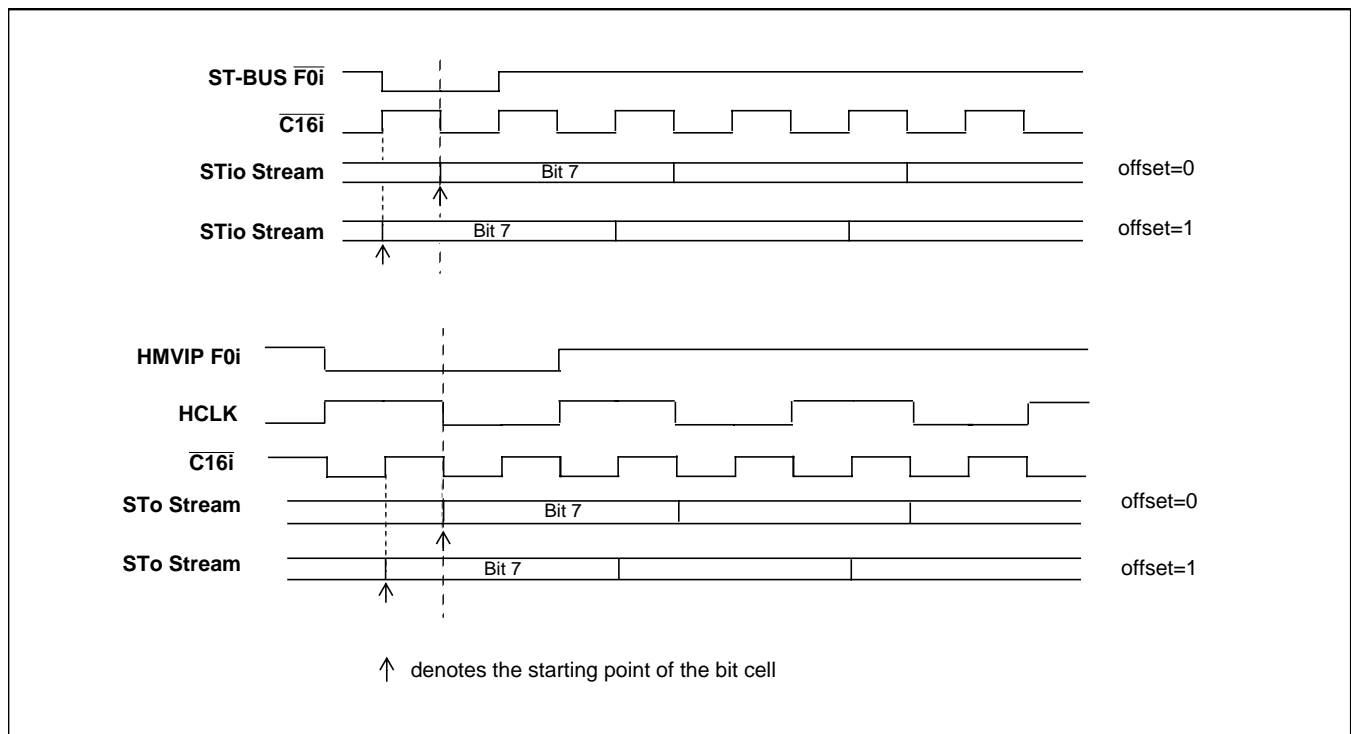 ST-BUS F0i
C16i
STio Stream Bit 7 offset=0
STio Stream Bit 7 offset=1
HMVIP F0i
HCLK
C16i
STo Stream Bit 7 offset=0
STo Stream Bit 7 offset=1
denotes the starting point of the bit cell